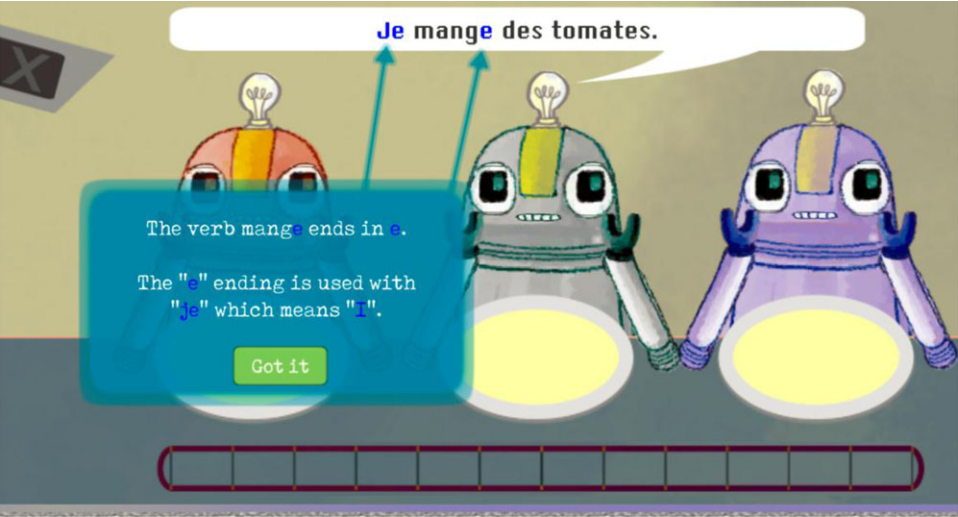 Je mange des tomates.
X
The verb mange ends in e.
The "e" ending is used with
"je" which means "I".
Got it